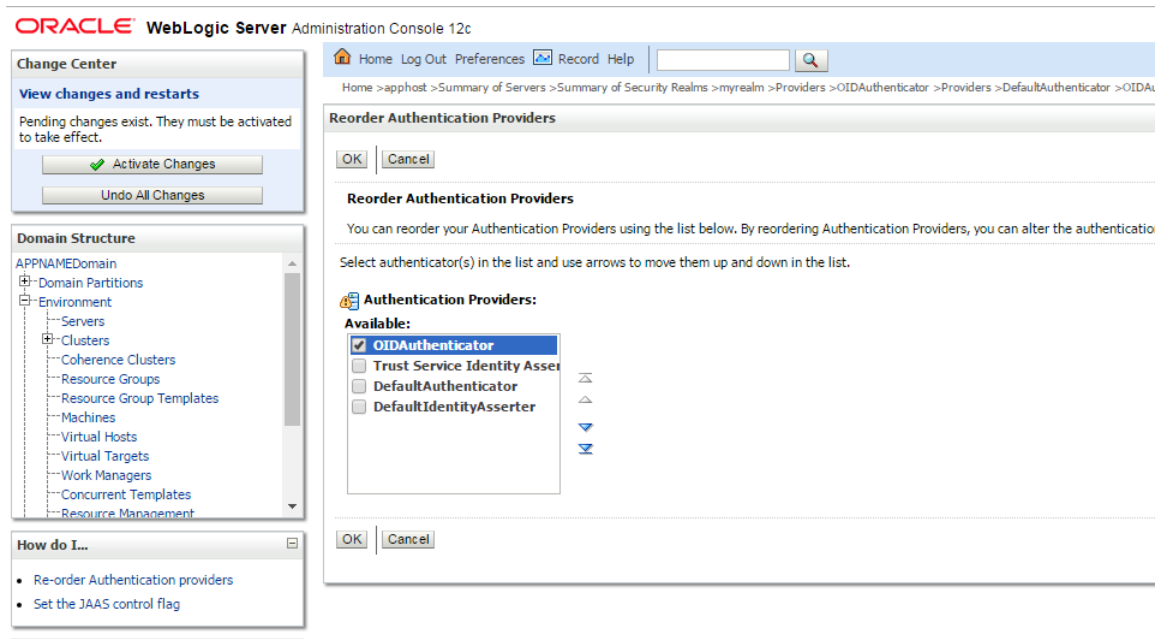 ORACLE WebLogic Server Administration Console 12c
Change Center
View changes and restarts
Pending changes exist. They must be activated
to take effect.
Activate Changes
Undo All Changes
Domain Structure
APPNAMEDomain
Domain Partitions
Environment
Servers
Clusters
Coherence Clusters
Resource Groups
Resource Group Templates
Machines
Virtual Hosts
Virtual Targets
Work Managers
Concurrent Templates
Resource Management
How do I...
Re-order Authentication providers
Set the JAAS control flag
Home Log Out Preferences Record Help
Home >apphost >Summary of Servers >Summary of Security Realms >myrealm >Providers >OIDAuthenticator >Providers >DefaultAuthenticator >OIDAu
Reorder Authentication Providers
OK Cancel
Reorder Authentication Providers
You can reorder your Authentication Providers using the list below. By reordering Authentication Providers, you can alter the authenticatio
Select authenticator(s) in the list and use arrows to move them up and down in the list.
Authentication Providers:
Available:
OIDAuthenticator
Trust Service Identity Asser
DefaultAuthenticator
DefaultIdentityAsserter
OK Cancel